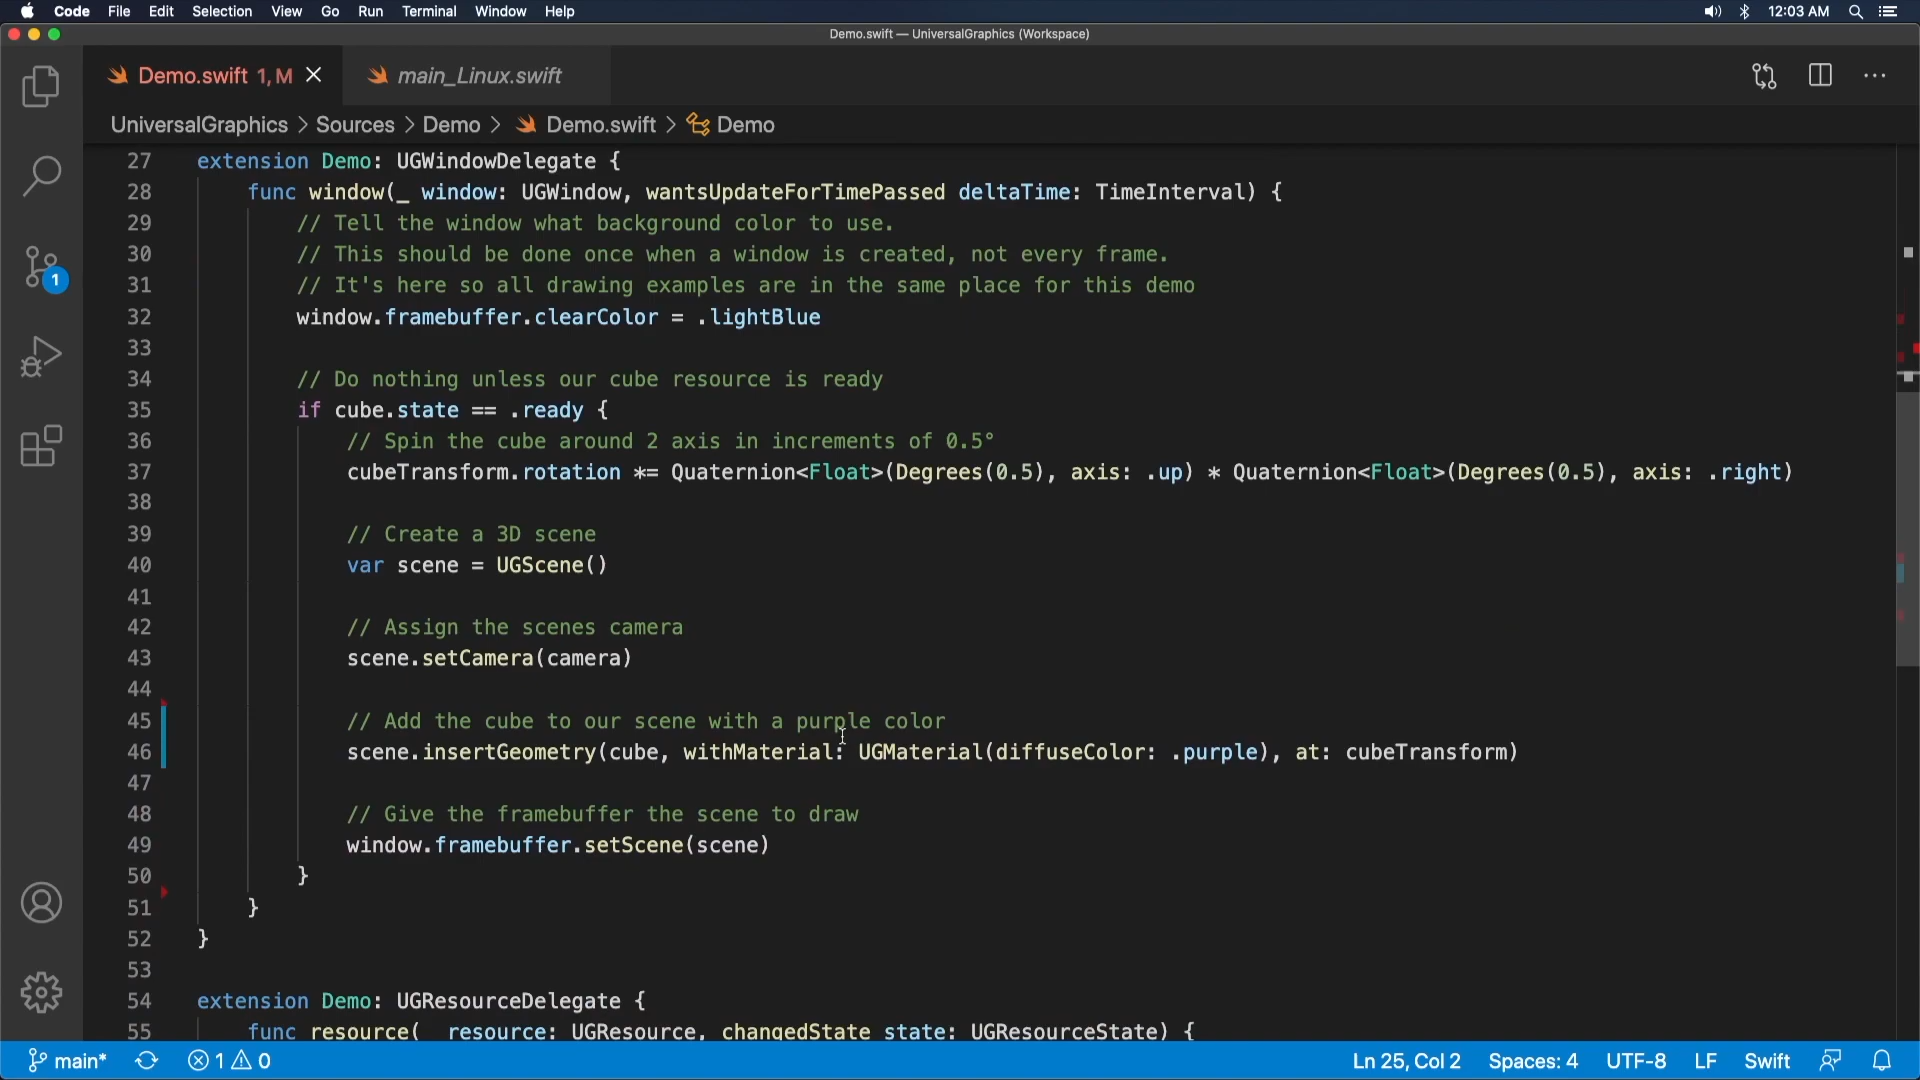 Code File Edit Selection View Go Run Terminal Window Help 12:03 AM
Demo.swift — UniversalGraphics (Workspace)
Demo.swift 1, M main_Linux.swift
UniversalGraphics > Sources > Demo > Demo.swift > Demo
27 extension Demo: UGWindowDelegate {
28 func window(_ window: UGWindow, wantsUpdateForTimePassed deltaTime: TimeInterval) {
29 // Tell the window what background color to use.
30 // This should be done once when a window is created, not every frame.
31 // It's here so all drawing examples are in the same place for this demo
32 window.framebuffer.clearColor = .lightBlue
33
34 // Do nothing unless our cube resource is ready
35 if cube.state == .ready {
36 // Spin the cube around 2 axis in increments of 0.5°
37 cubeTransform.rotation *= Quaternion<Float>(Degrees(0.5), axis: .up) * Quaternion<Float>(Degrees(0.5), axis: .right)
38
39 // Create a 3D scene
40 var scene = UGScene()
41
42 // Assign the scenes camera
43 scene.setCamera(camera)
44
45 // Add the cube to our scene with a purple color
46 scene.insertGeometry(cube, withMaterial: UGMaterial(diffuseColor: .purple), at: cubeTransform)
47
48 // Give the framebuffer the scene to draw
49 window.framebuffer.setScene(scene)
50 }
51 }
52 }
53
54 extension Demo: UGResourceDelegate {
55 func resource(_ resource: UGResource, changedState state: UGResourceState) {
1
main* 1 0 Ln 25, Col 2 Spaces: 4 UTF-8 LF Swift